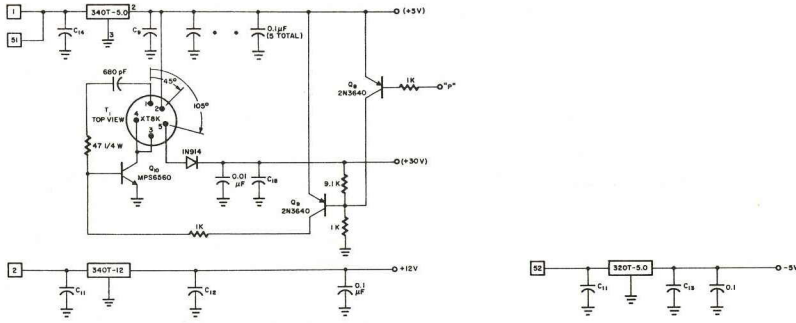 1
340T-5.0
2
3
51
C14
C9
0.1µF
(5 TOTAL)
(+5V)
680 pF
45°
105°
T1
TOP VIEW
XT8K
1
2
3
4
5
47 1/4 W
Q10
MPS6560
1N914
0.01
µF
C18
9.1K
1K
(+30V)
Q8
2N3640
1K
"P"
Q9
2N3640
1K
2
340T-12
C11
C12
0.1
µF
+12V
52
320T-5.0
C11
C13
0.1
-5V